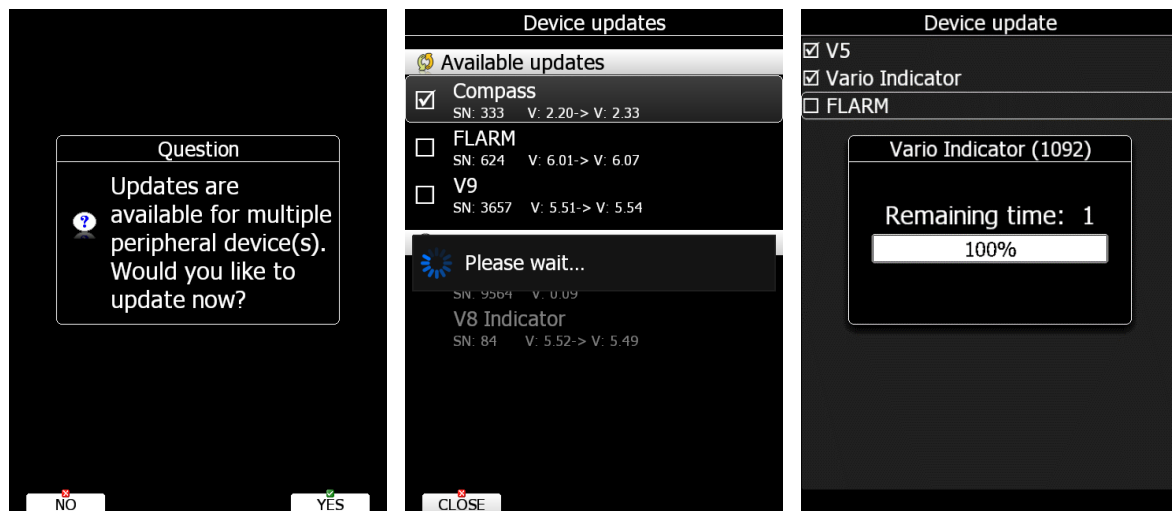 Question
Updates are
available for multiple
peripheral device(s).
Would you like to
update now?
NO
YES
Device updates
Available updates
Compass
SN: 333 V: 2.20-> V: 2.33
FLARM
SN: 624 V: 6.01-> V: 6.07
V9
SN: 3657 V: 5.51-> V: 5.54
Please wait...
SN: 9564 V: 0.09
V8 Indicator
SN: 84 V: 5.52-> V: 5.49
CLOSE
Device update
V5
Vario Indicator
FLARM
Vario Indicator (1092)
Remaining time: 1
100%